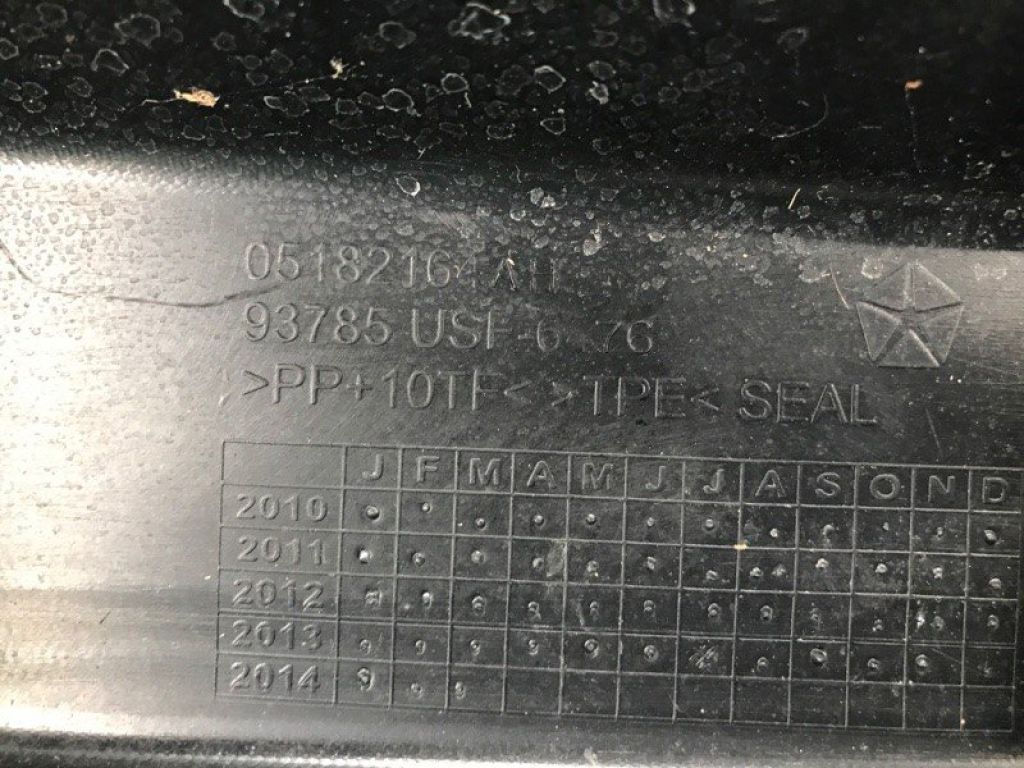 05182164AH
93785 USF-6 76
>PP+10TF< >TPE< SEAL
J F M A M J J A S O N D
2010
2011
2012
2013
2014